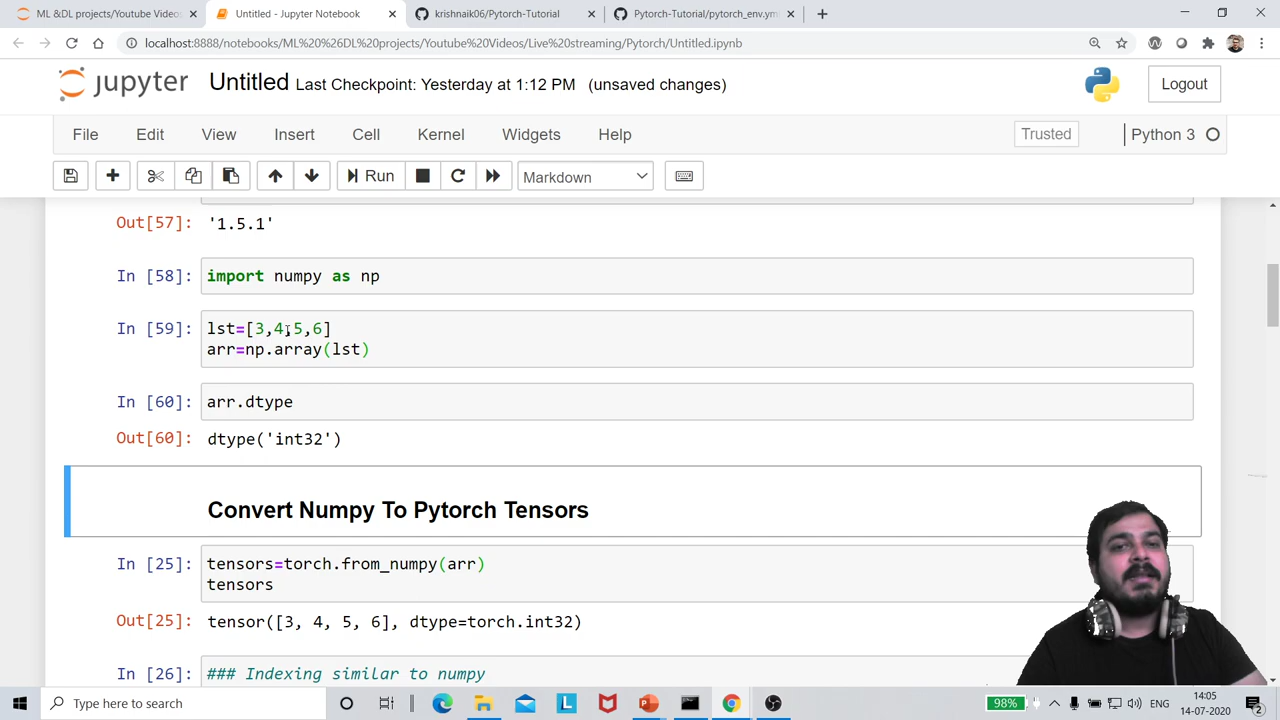 ML &DL projects/Youtube Videos
Untitled - Jupyter Notebook
krishnaik06/Pytorch-Tutorial
Pytorch-Tutorial/pytorch_env.ym
localhost:8888/notebooks/ML%20%26DL%20projects/Youtube%20Videos/Live%20streaming/Pytorch/Untitled.ipynb
jupyter Untitled Last Checkpoint: Yesterday at 1:12 PM (unsaved changes)
Logout
File Edit View Insert Cell Kernel Widgets Help
Trusted
Python 3
Run
Markdown
Out[57]: '1.5.1'
In [58]: import numpy as np
In [59]: lst=[3,4,5,6]
arr=np.array(lst)
In [60]: arr.dtype
Out[60]: dtype('int32')
Convert Numpy To Pytorch Tensors
In [25]: tensors=torch.from_numpy(arr)
tensors
Out[25]: tensor([3, 4, 5, 6], dtype=torch.int32)
In [26]: ### Indexing similar to numpy
Type here to search
98%
ENG
14:05
14-07-2020
2